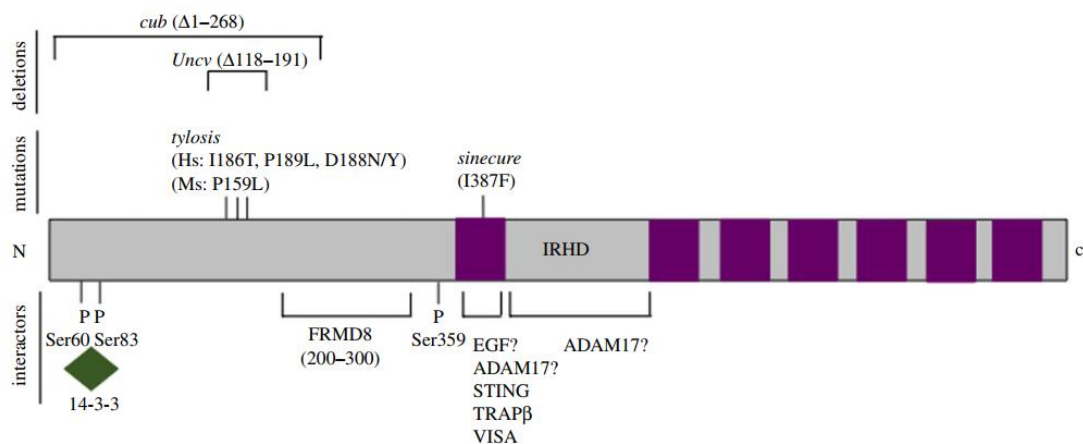 deletions
cub (Δ1–268)
Uncv (Δ118–191)
mutations
tylosis
(Hs: I186T, P189L, D188N/Y)
(Ms: P159L)
sinecure
(I387F)
N
IRHD
c
interactors
P P
Ser60 Ser83
14-3-3
FRMD8
(200–300)
P
Ser359
EGF?
ADAM17?
STING
TRAPβ
VISA
ADAM17?